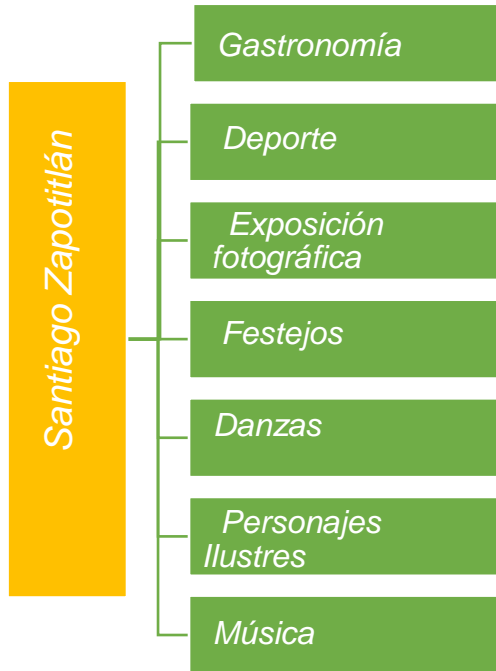 Santiago Zapotitlán
Gastronomía
Deporte
Exposición
fotográfica
Festejos
Danzas
Personajes
Ilustres
Música